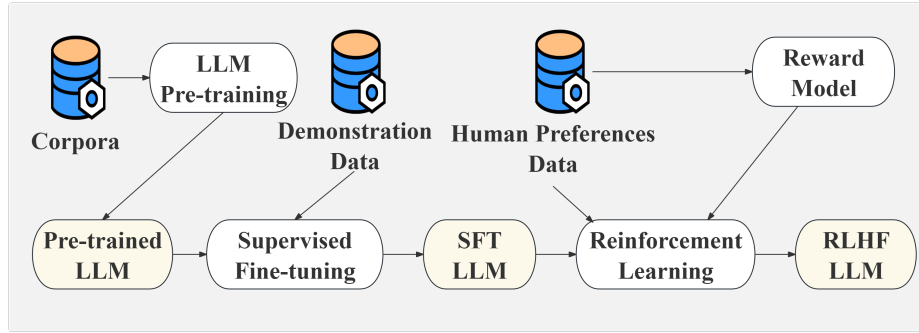 LLM
Pre-training
Reward
Model
Corpora
Demonstration
Data
Human Preferences
Data
Pre-trained
LLM
Supervised
Fine-tuning
SFT
LLM
Reinforcement
Learning
RLHF
LLM